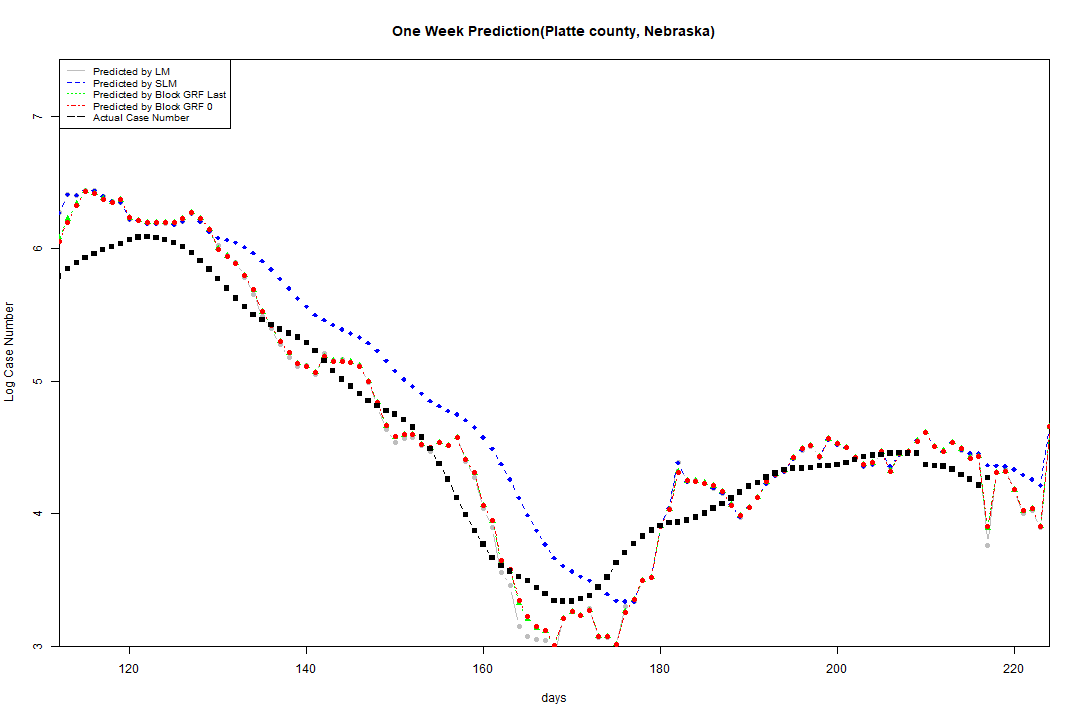 One Week Prediction(Platte county, Nebraska)
Predicted by LM
Predicted by SLM
Predicted by Block GRF Last
Predicted by Block GRF 0
Actual Case Number
7
6
5
4
3
Log Case Number
120 140 160 180 200 220
days